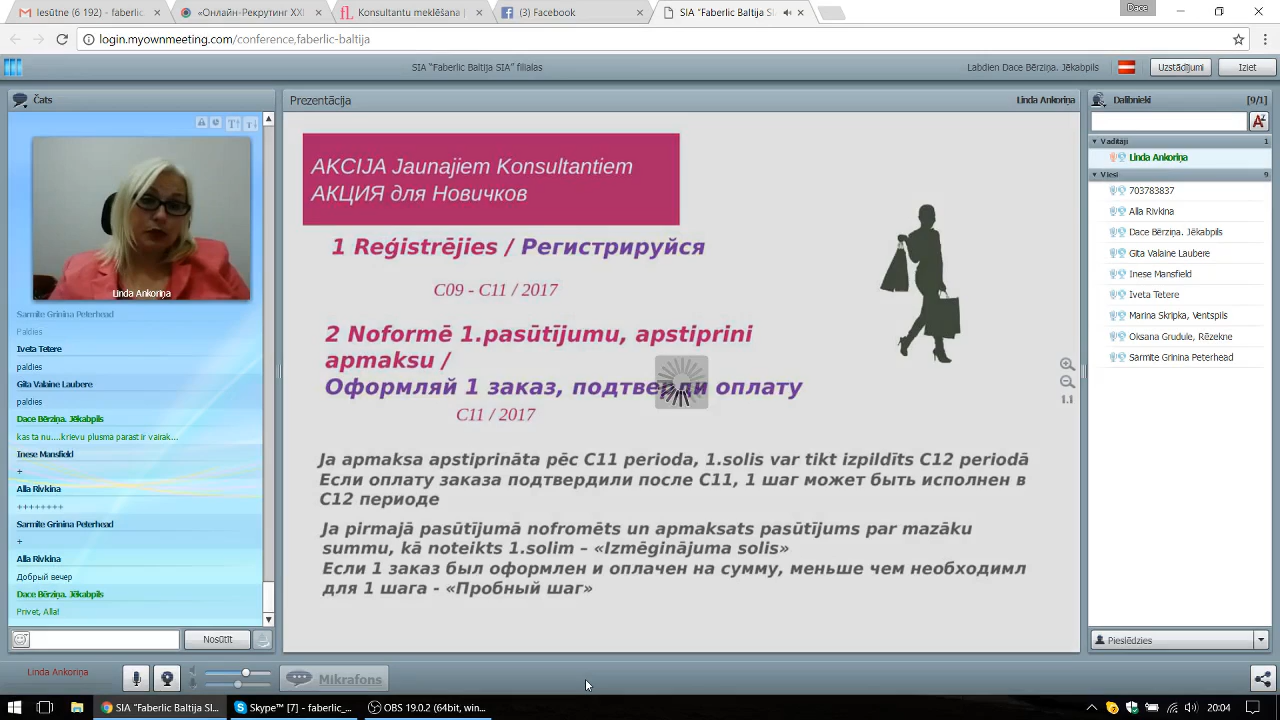 Iesūtne (6 192) - faberlic.
«Онлайн-Рекрутинг XXI
Konsultantu meklēšana |
(3) Facebook
SIA "Faberlic Baltija SI
Dace
login.myownmeeting.com/conference,faberlic-baltija
SIA "Faberlic Baltija SIA" filiālas
Labdien Dace Bērziņa. Jēkabpils
Uzstādījumi
Iziet
Čats
Linda Ankoriņa
Sarmite Grinina Peterhead
Paldies
Iveta Tetere
paldies
Gita Valaine Laubere
paldies
Dace Bērziņa. Jēkabpils
kas ta nu....krievu plusma parast ir vairak...
Inese Mansfield
+
Alla Rivkina
++++++++
Sarmite Grinina Peterhead
+
Alla Rivkina
Добрый вечер
Dace Bērziņa. Jēkabpils
Privet, Alla!
Nosūtīt
Prezentācija
Linda Ankoriņa
AKCIJA Jaunajiem Konsultantiem
АКЦИЯ для Новичков
1 Reģistrējies / Регистрируйся
C09 - C11 / 2017
2 Noformē 1.pasūtījumu, apstiprini
apmaksu /
Оформляй 1 заказ, подтверди оплату
C11 / 2017
Ja apmaksa apstiprināta pēc C11 perioda, 1.solis var tikt izpildīts C12 periodā
Если оплату заказа подтвердили после С11, 1 шаг может быть исполнен в
С12 периоде
Ja pirmajā pasūtījumā nofromēts un apmaksats pasūtījums par mazāku
summu, kā noteikts 1.solim – «Izmēģinājuma solis»
Если 1 заказ был оформлен и оплачен на сумму, меньше чем необходимл
для 1 шага - «Пробный шаг»
1.1
Dalībnieki
[9/1]
Vadītāji
1
Linda Ankoriņa
Viesi
9
703783837
Alla Rivkina
Dace Bērziņa. Jēkabpils
Gita Valaine Laubere
Inese Mansfield
Iveta Tetere
Marina Skripka, Ventspils
Oksana Grudule, Rēzekne
Sarmite Grinina Peterhead
Pieslēdzies
Linda Ankoriņa
Mikrafons
SIA "Faberlic Baltija SI...
Skype™ [7] - faberlic_...
OBS 19.0.2 (64bit, win...
20:04